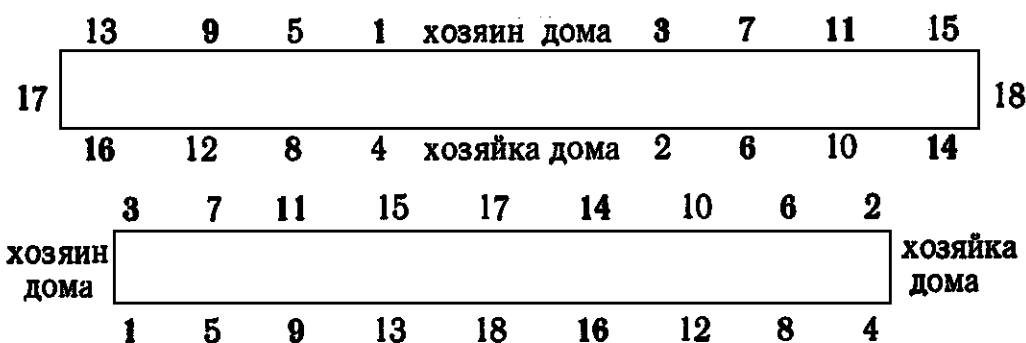 13 9 5 1 хозяин дома 3 7 11 15
17 18
16 12 8 4 хозяйка дома 2 6 10 14
3 7 11 15 17 14 10 6 2
хозяин хозяйка
дома дома
1 5 9 13 18 16 12 8 4